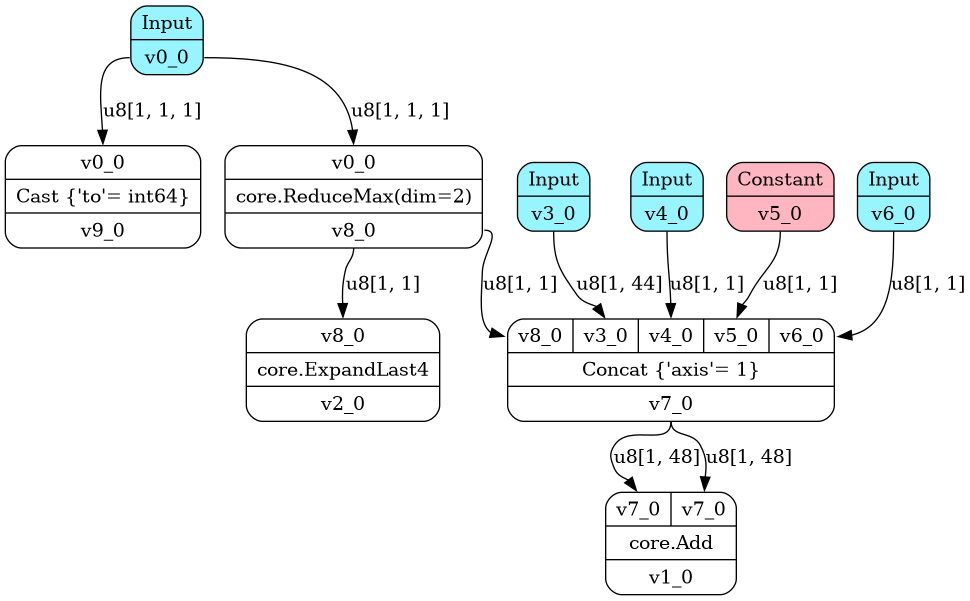 Input
v0_0
u8[1, 1, 1]
u8[1, 1, 1]
v0_0
Cast {'to'= int64}
v9_0
v0_0
core.ReduceMax(dim=2)
v8_0
Input
v3_0
Input
v4_0
Constant
v5_0
Input
v6_0
u8[1, 1]
u8[1, 1]
u8[1, 44]
u8[1, 1]
u8[1, 1]
u8[1, 1]
v8_0
core.ExpandLast4
v2_0
v8_0 v3_0 v4_0 v5_0 v6_0
Concat {'axis'= 1}
v7_0
u8[1, 48]
u8[1, 48]
v7_0 v7_0
core.Add
v1_0